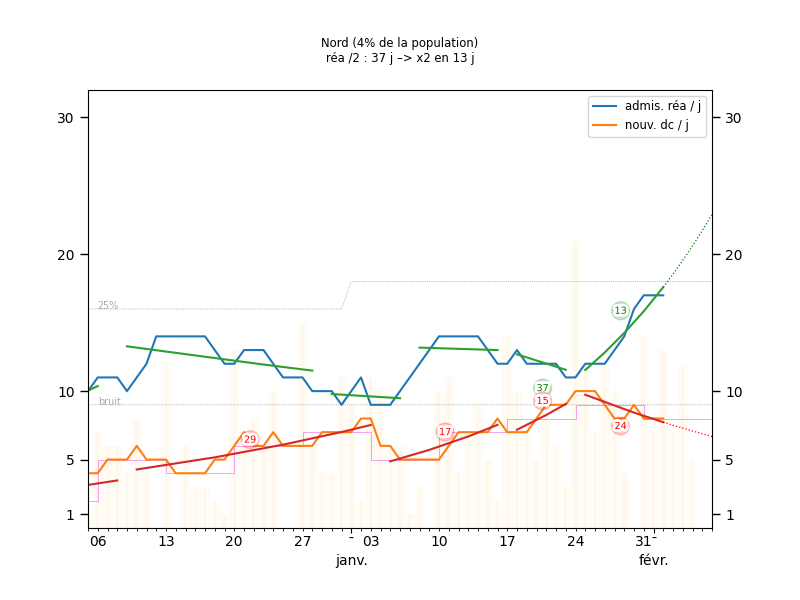 Nord (4% de la population)
réa /2 : 37 j –> x2 en 13 j
admis. réa / j
nouv. dc / j
30
30
20
20
25%
13
37
15
10
10
bruit
17
24
29
5
5
1
1
06 13 20 27 - 03 10 17 24 31 -
janv. févr.